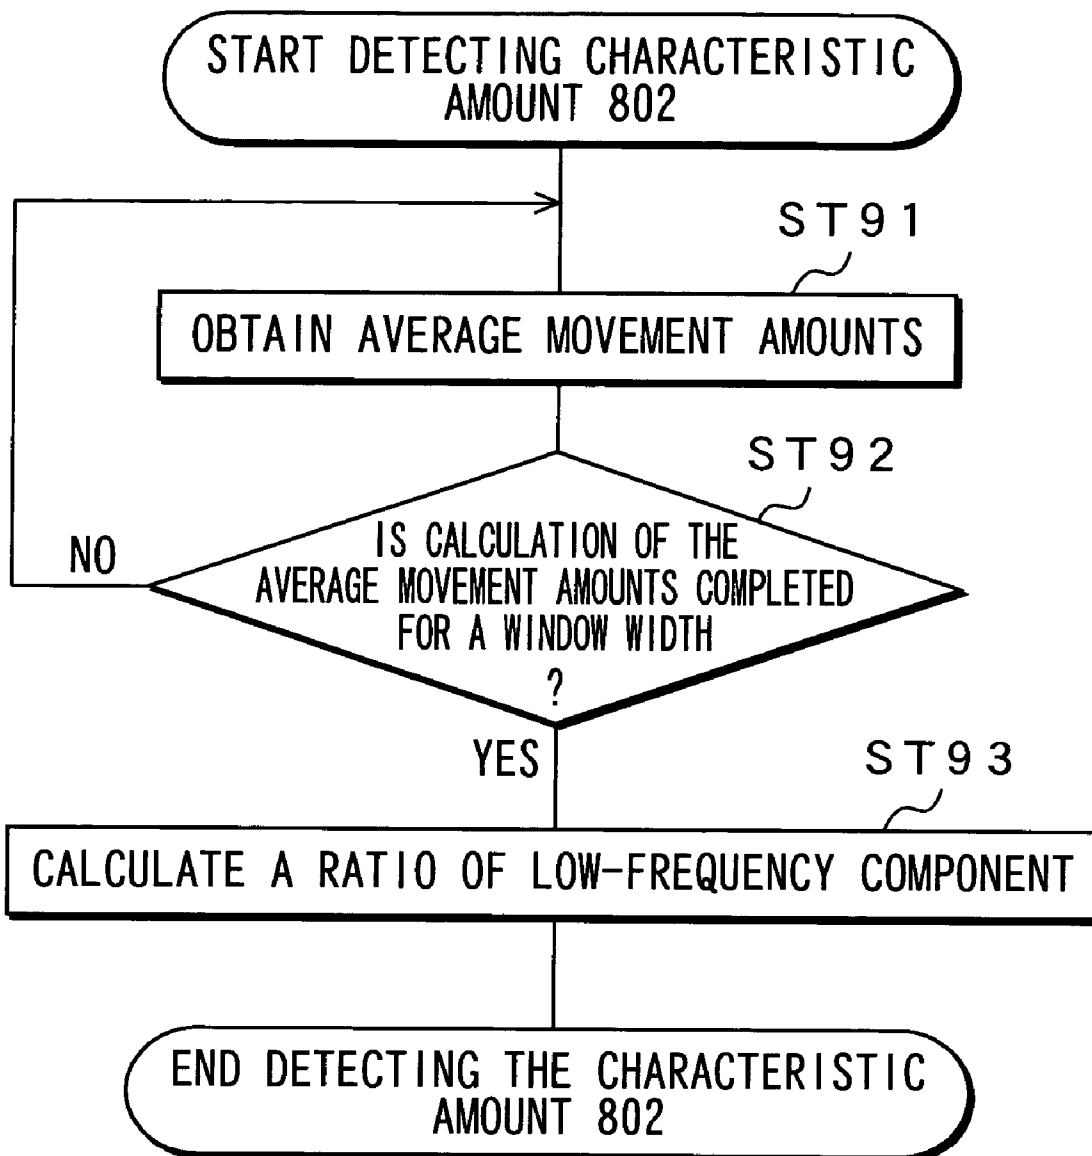 START DETECTING CHARACTERISTIC
AMOUNT 802
ST91
OBTAIN AVERAGE MOVEMENT AMOUNTS
ST92
IS CALCULATION OF THE
AVERAGE MOVEMENT AMOUNTS COMPLETED
FOR A WINDOW WIDTH
?
NO
YES
ST93
CALCULATE A RATIO OF LOW-FREQUENCY COMPONENT
END DETECTING THE CHARACTERISTIC
AMOUNT 802